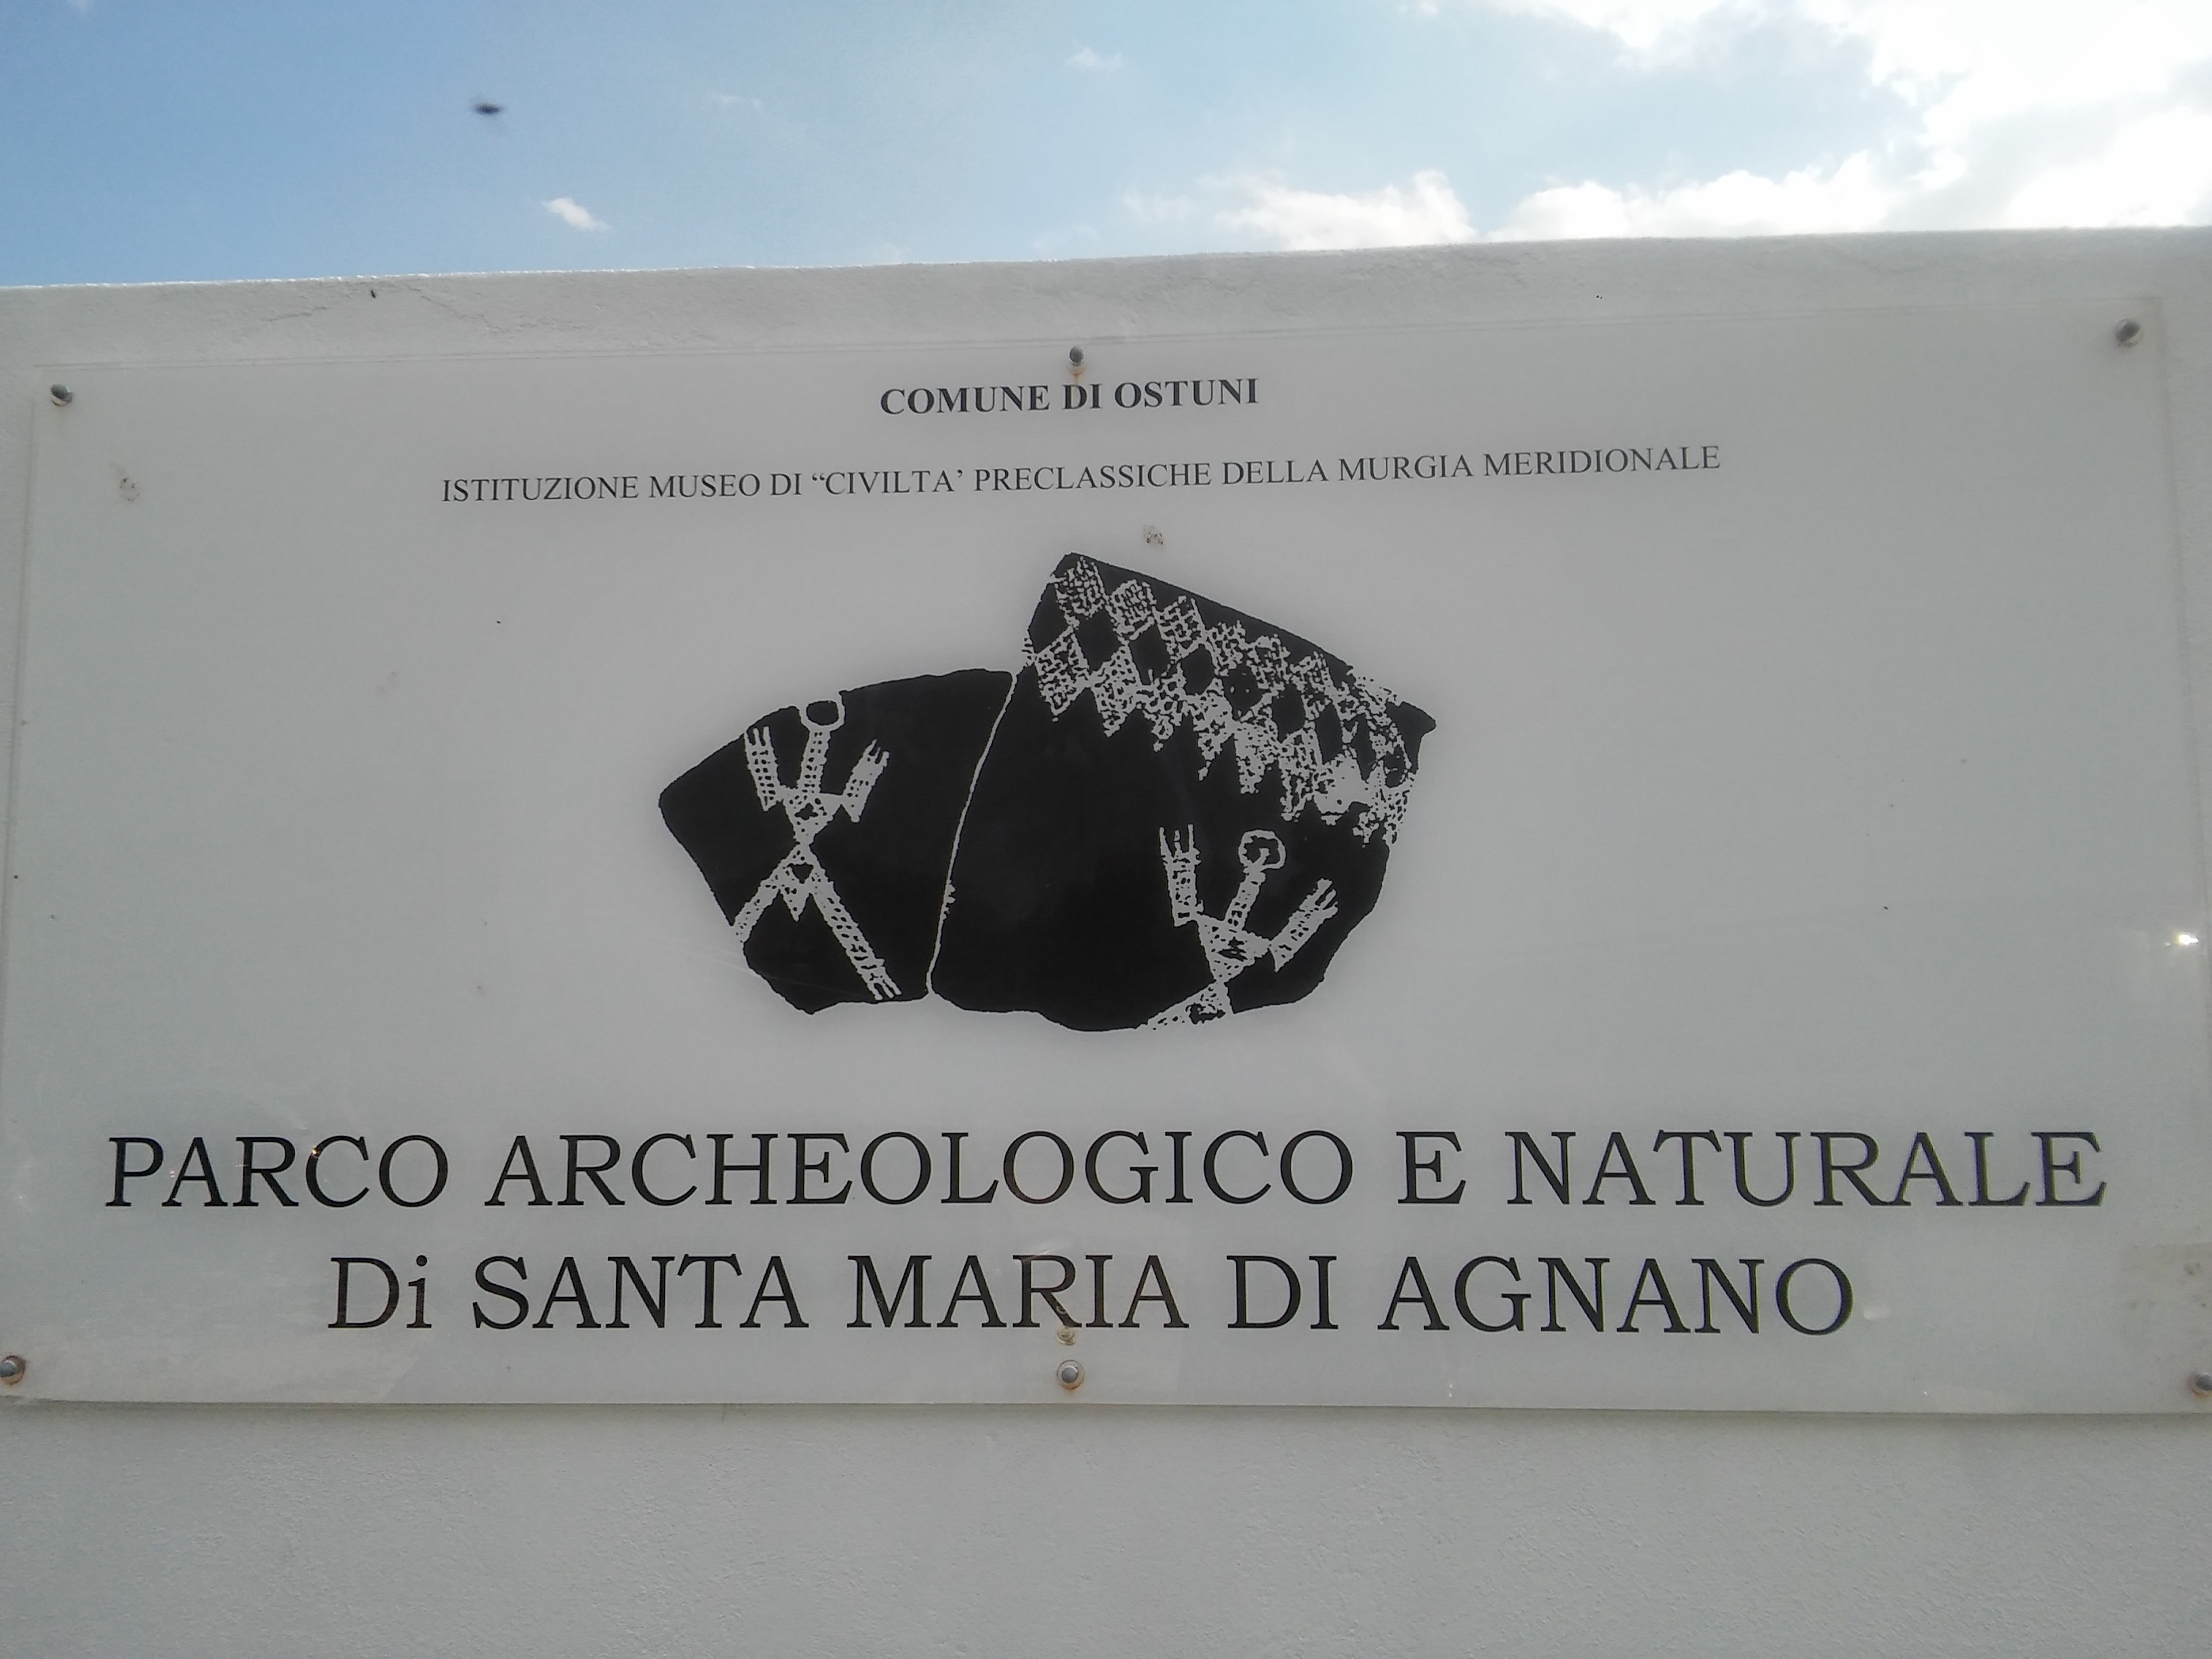 COMUNE DI OSTUNI
ISTITUZIONE MUSEO DI “CIVILTA’ PRECLASSICHE DELLA MURGIA MERIDIONALE
PARCO ARCHEOLOGICO E NATURALE
Di SANTA MARIA DI AGNANO